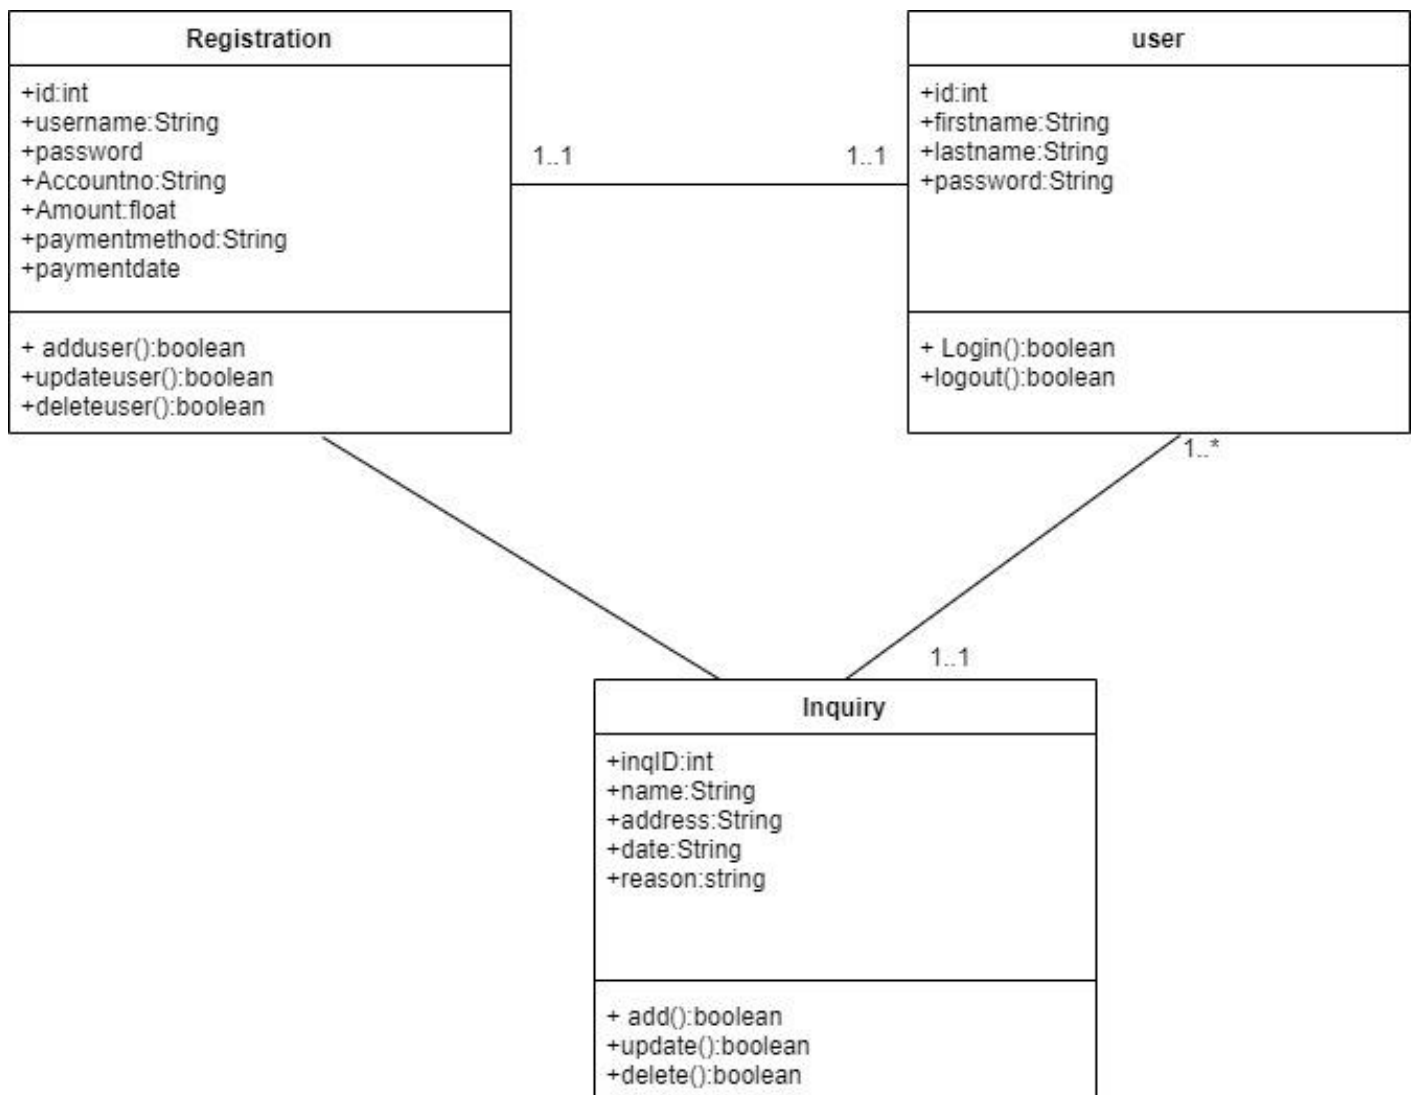 Registration
+id:int
+username:String
+password
+Accountno:String
+Amount:float
+paymentmethod:String
+paymentdate
+ adduser():boolean
+updateuser():boolean
+deleteuser():boolean
1..1
1..1
user
+id:int
+firstname:String
+lastname:String
+password:String
+ Login():boolean
+logout():boolean
1..*
1..1
Inquiry
+inqID:int
+name:String
+address:String
+date:String
+reason:string
+ add():boolean
+update():boolean
+delete():boolean